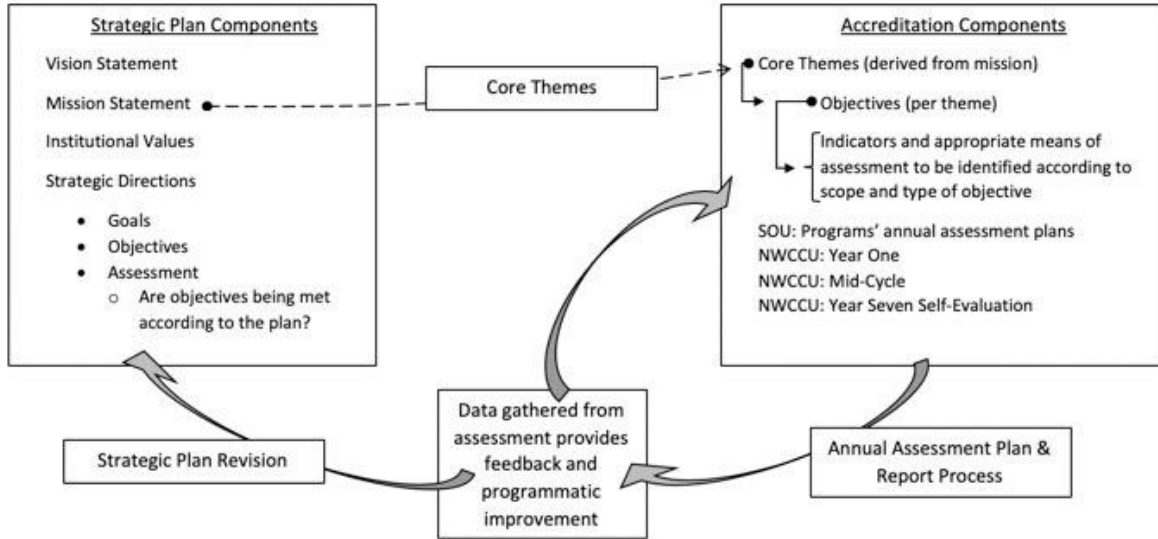 Strategic Plan Components
Vision Statement
Mission Statement
Institutional Values
Strategic Directions
• Goals
• Objectives
• Assessment
o Are objectives being met
according to the plan?
Core Themes
Accreditation Components
Core Themes (derived from mission)
Objectives (per theme)
Indicators and appropriate means of
assessment to be identified according to
scope and type of objective
SOU: Programs’ annual assessment plans
NWCCU: Year One
NWCCU: Mid-Cycle
NWCCU: Year Seven Self-Evaluation
Strategic Plan Revision
Data gathered from
assessment provides
feedback and
programmatic
improvement
Annual Assessment Plan &
Report Process